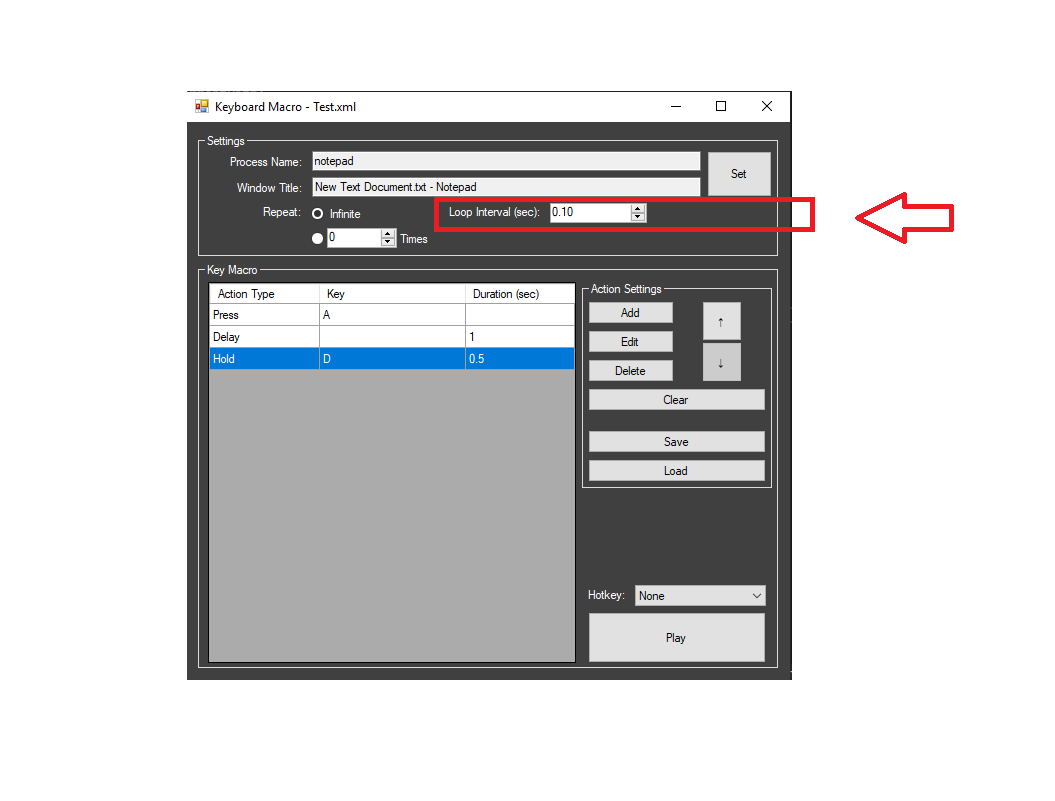 Keyboard Macro - Test.xml
Settings
Process Name: notepad
Set
Window Title: New Text Document.txt - Notepad
Repeat: Infinite Loop Interval (sec): 0.10
0 Times
Key Macro
Action Type Key Duration (sec)
Press A
Delay 1
Hold D 0.5
Action Settings
Add
↑
Edit
↓
Delete
Clear
Save
Load
Hotkey: None
Play